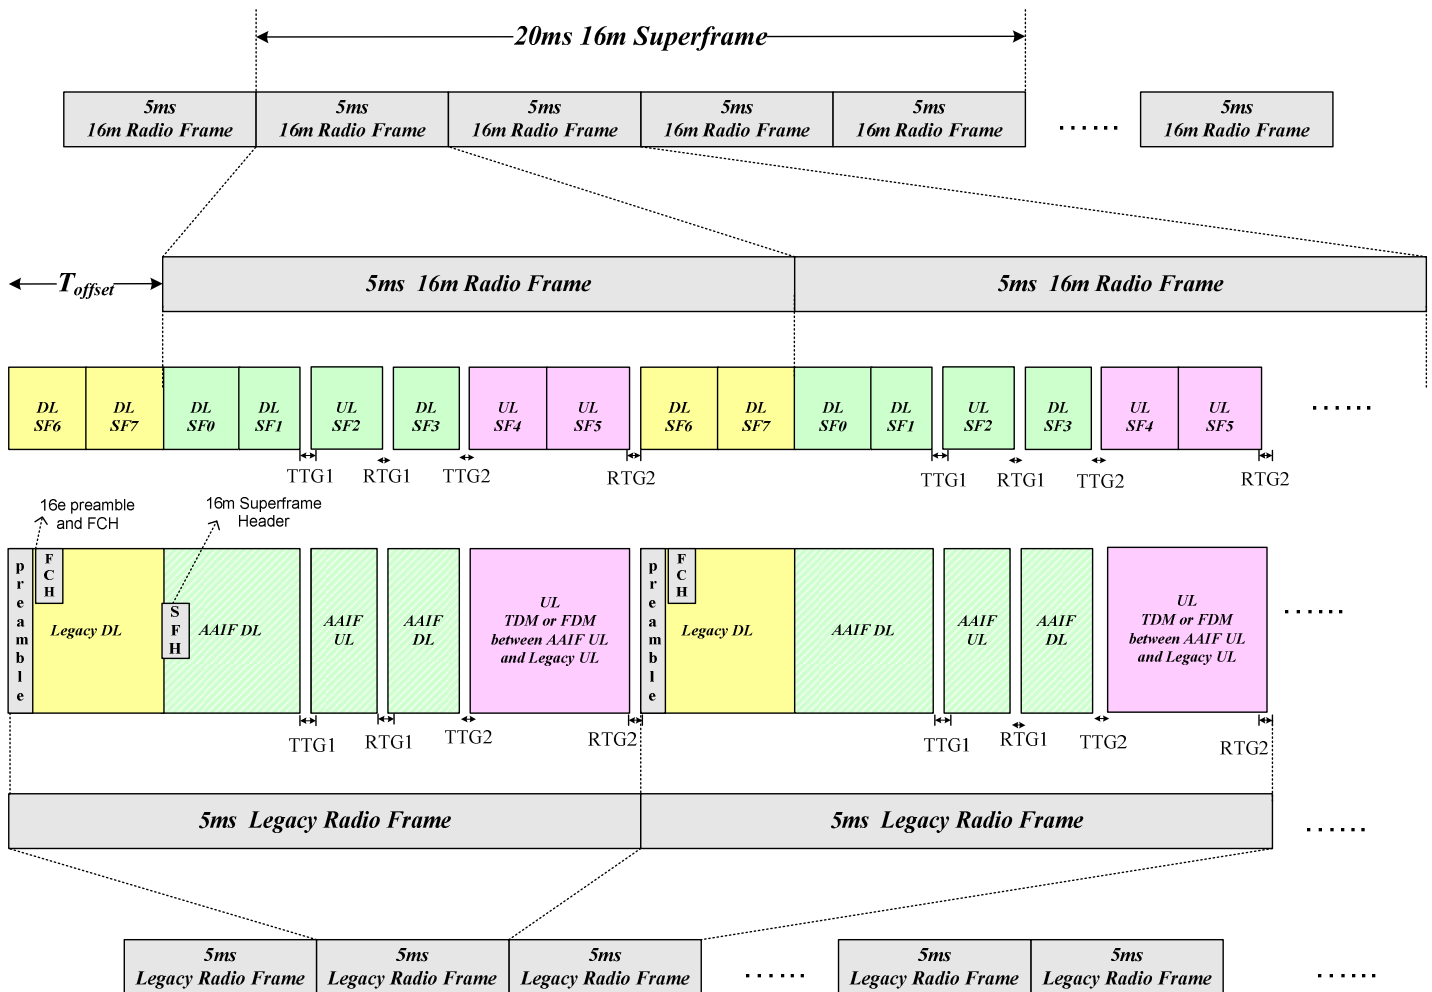 20ms 16m Superframe
5ms 5ms 5ms 5ms 5ms 5ms
16m Radio Frame 16m Radio Frame 16m Radio Frame 16m Radio Frame 16m Radio Frame ...... 16m Radio Frame
Toffset 5ms 16m Radio Frame 5ms 16m Radio Frame
DL DL DL DL UL DL UL UL DL DL DL DL UL DL UL UL ......
SF6 SF7 SF0 SF1 SF2 SF3 SF4 SF5 SF6 SF7 SF0 SF1 SF2 SF3 SF4 SF5
TTG1 RTG1 TTG2 RTG2 TTG1 RTG1 TTG2 RTG2
16e preamble
and FCH
16m Superframe
Header
preamble
FCH
Legacy DL
SFH
AAIF DL
AAIF
UL
AAIF
DL
UL
TDM or FDM
between AAIF UL
and Legacy UL
preamble
FCH
Legacy DL
AAIF DL
AAIF
UL
AAIF
DL
UL
TDM or FDM
between AAIF UL
and Legacy UL
......
TTG1 RTG1 TTG2 RTG2 TTG1 RTG1 TTG2 RTG2
5ms Legacy Radio Frame 5ms Legacy Radio Frame ......
5ms 5ms 5ms 5ms 5ms
Legacy Radio Frame Legacy Radio Frame Legacy Radio Frame ...... Legacy Radio Frame Legacy Radio Frame ......